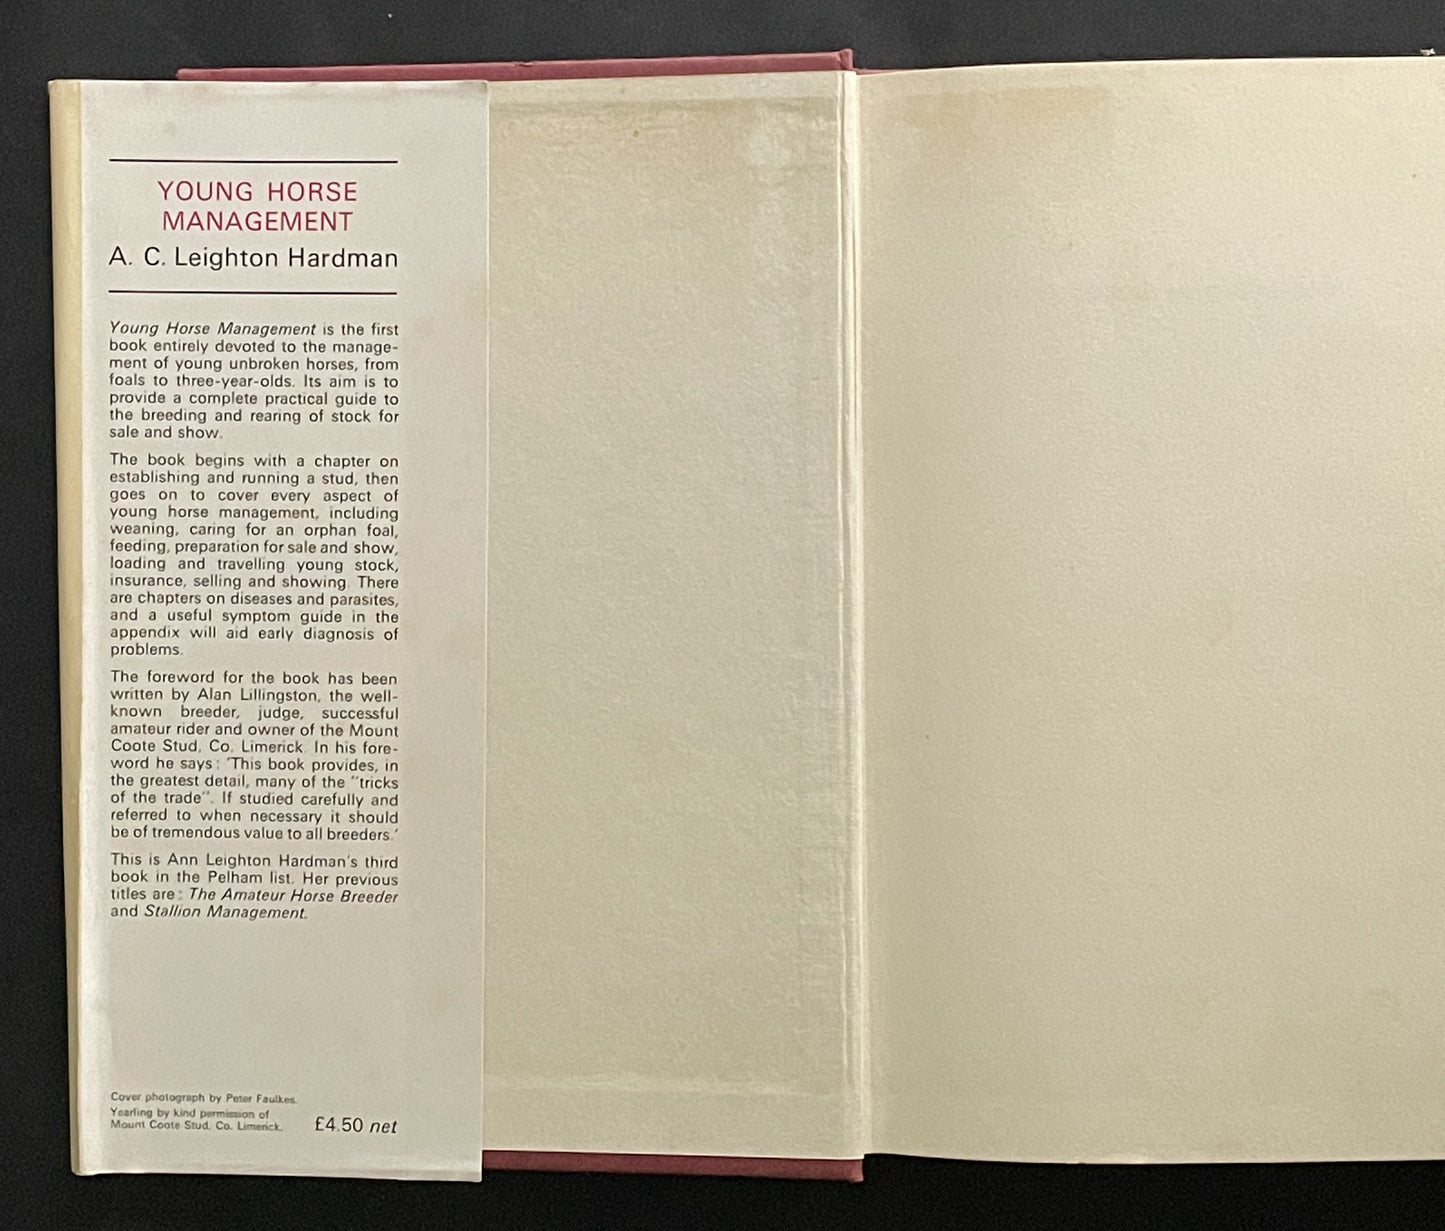 YOUNG HORSE
MANAGEMENT
A. C. Leighton Hardman
Young Horse Management is the first
book entirely devoted to the manage-
ment of young unbroken horses, from
foals to three-year-olds. Its aim is to
provide a complete practical guide to
the breeding and rearing of stock for
sale and show.
The book begins with a chapter on
establishing and running a stud, then
goes on to cover every aspect of
young horse management, including
weaning, caring for an orphan foal,
feeding, preparation for sale and show,
loading and travelling young stock,
insurance, selling and showing. There
are chapters on diseases and parasites,
and a useful symptom guide in the
appendix will aid early diagnosis of
problems.
The foreword for the book has been
written by Alan Lillingston, the well-
known breeder, judge, successful
amateur rider and owner of the Mount
Coote Stud, Co. Limerick. In his fore-
word he says: 'This book provides, in
the greatest detail, many of the "tricks
of the trade". If studied carefully and
referred to when necessary it should
be of tremendous value to all breeders.'
This is Ann Leighton Hardman's third
book in the Pelham list. Her previous
titles are: The Amateur Horse Breeder
and Stallion Management.
Cover photograph by Peter Faulkes.
Yearling by kind permission of
Mount Coote Stud, Co. Limerick.
£4.50 net